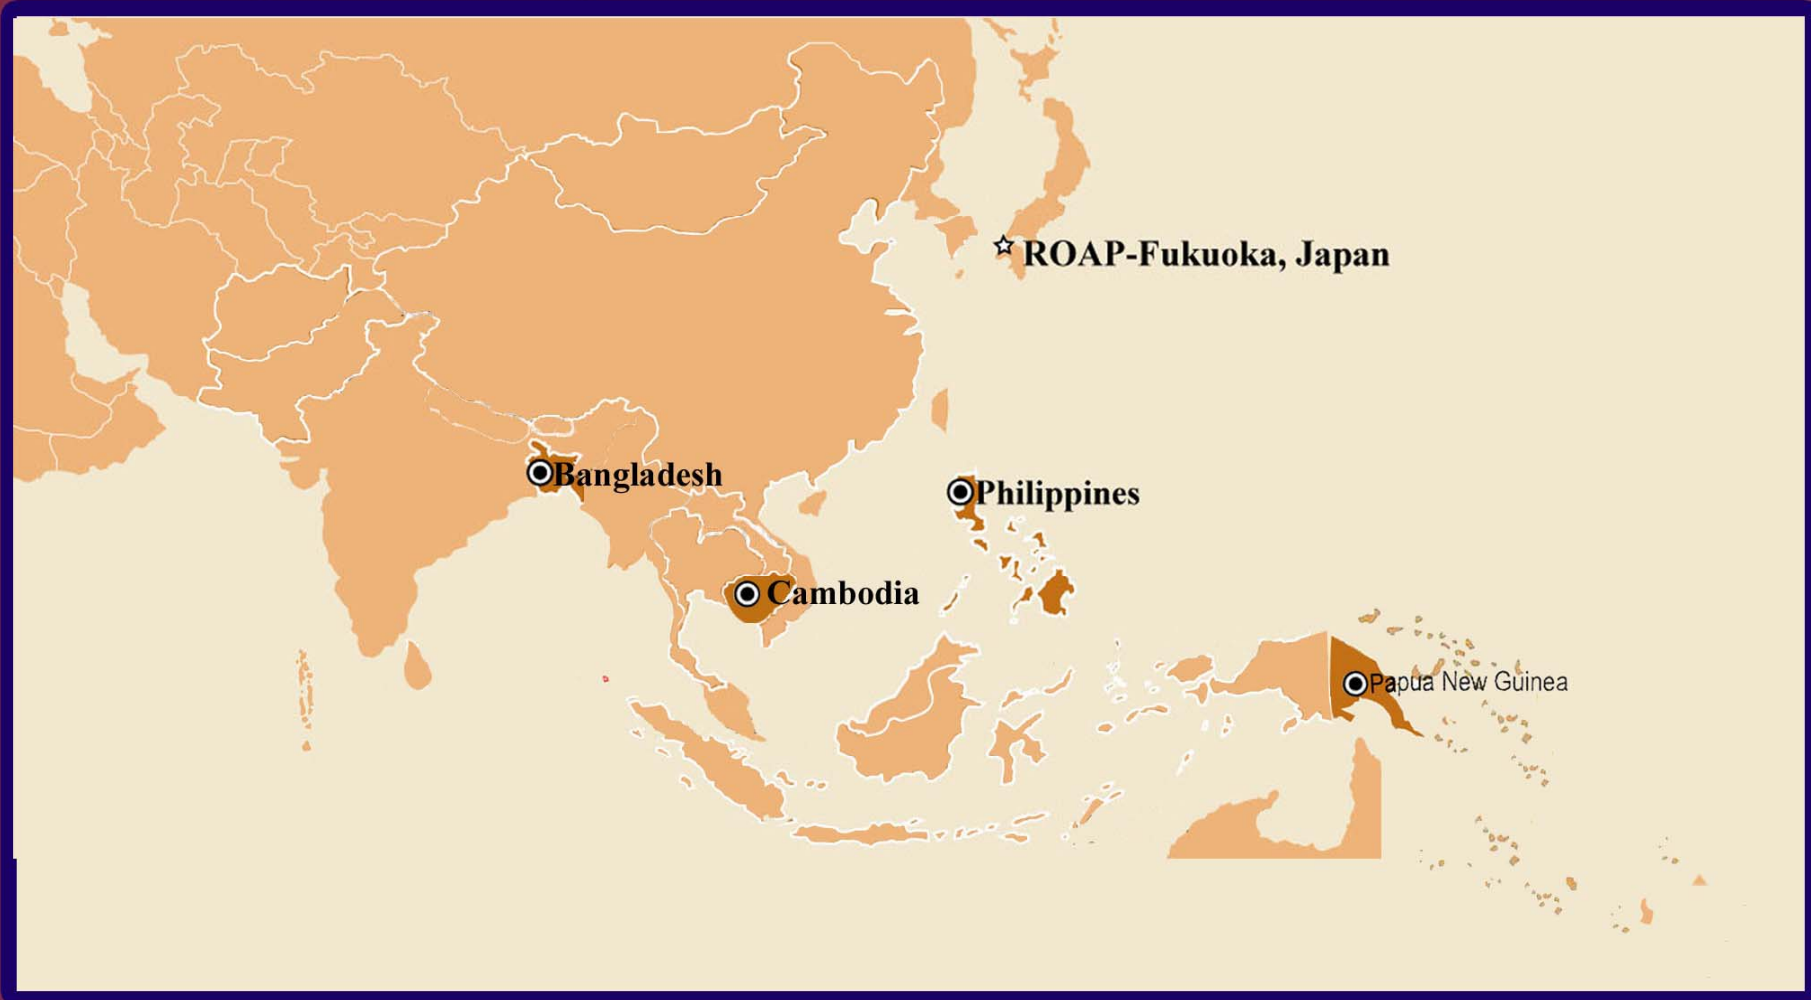 ROAP-Fukuoka, Japan
Bangladesh
Philippines
Cambodia
Papua New Guinea